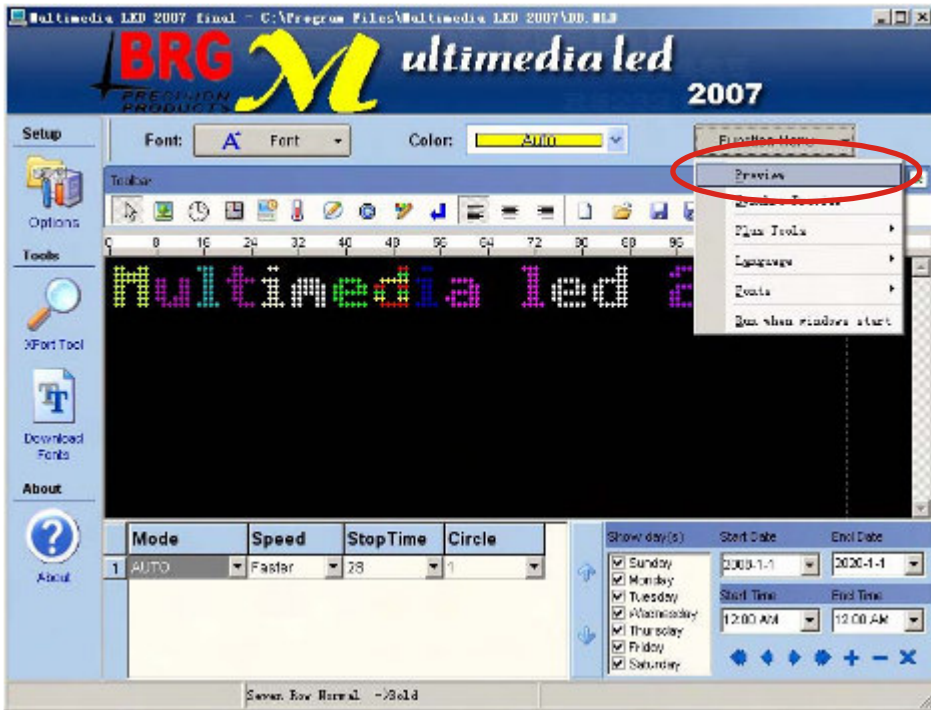 Multimedia LED 2007 final - C:\Program Files\Multimedia LED 2007\DB.MLD
BRG
PRECISION
PRODUCTS
Multimedia led
2007
Setup
Font: A Font
Color: Auto
Function Menu
Options
Toolbar
Preview
Plus Tools
Language
Fonts
Run when windows start
0 8 16 24 32 40 48 56 64 72 80 88 96
Tools
Multimedia led 2
XPort Tool
Download
Fonts
About
About
Mode Speed StopTime Circle
1 AUTO Faster 28 1
Show day(s) Start Date End Date
Sunday 2008-1-1 2020-1-1
Monday
Tuesday Start Time End Time
Wednesday 12:00 AM 12:00 AM
Thursday
Friday
Saturday
Seven Row Normal ->Bold